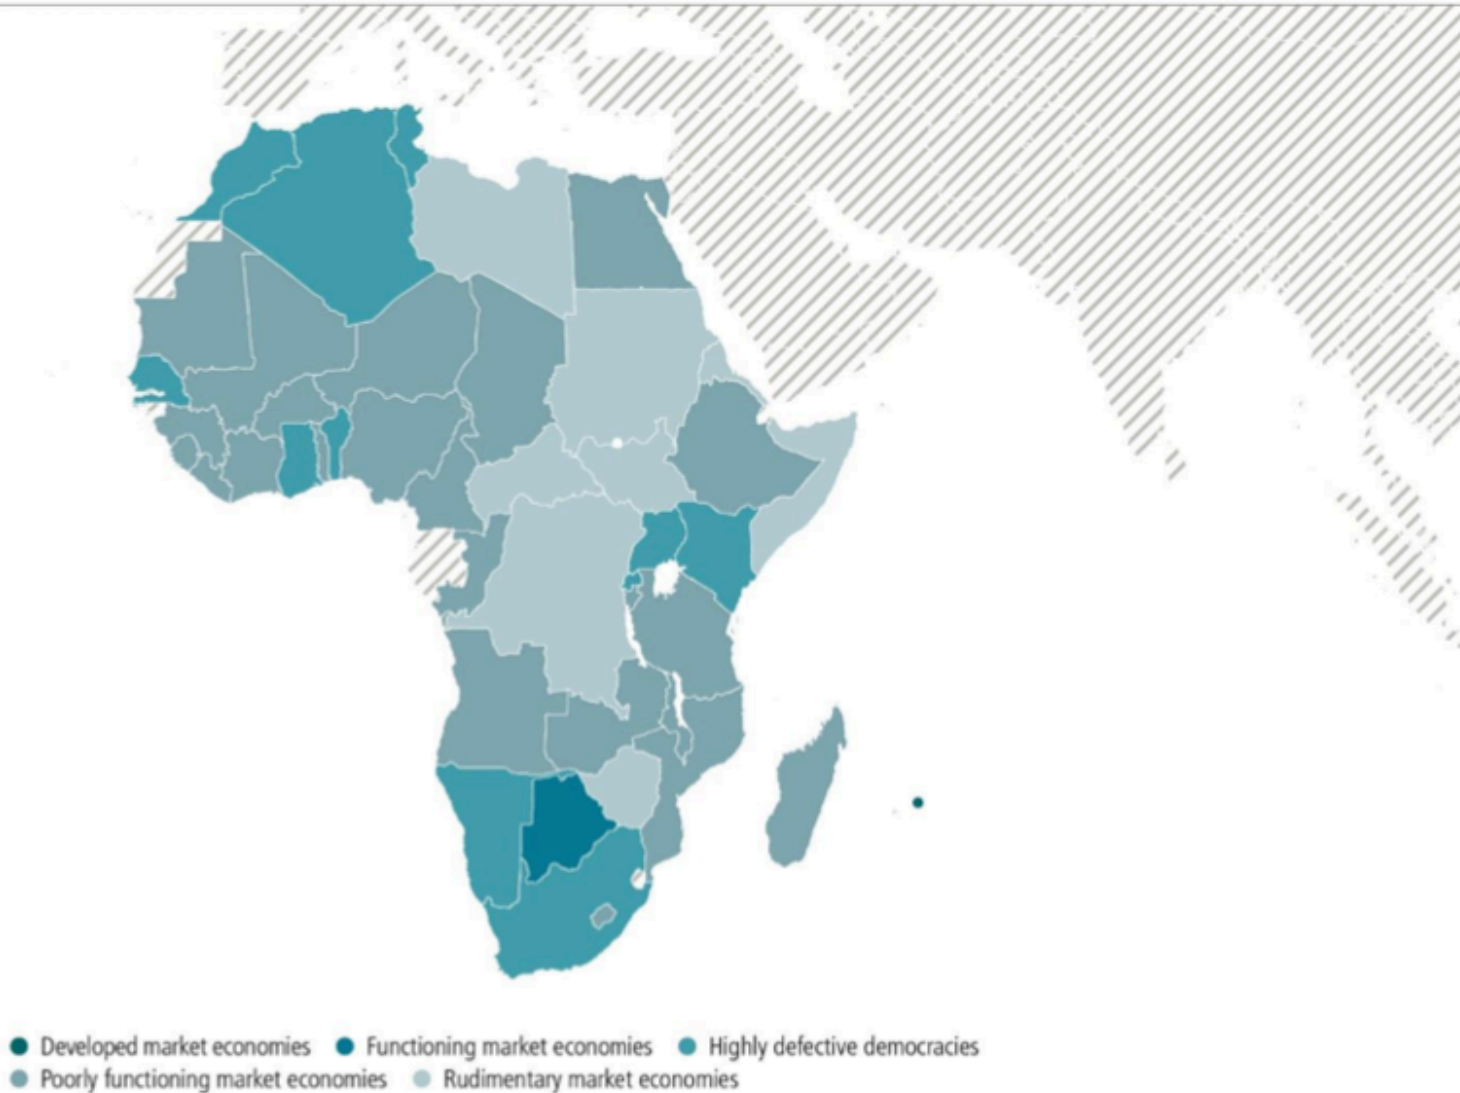 Developed market economies Functioning market economies Highly defective democracies
Poorly functioning market economies Rudimentary market economies